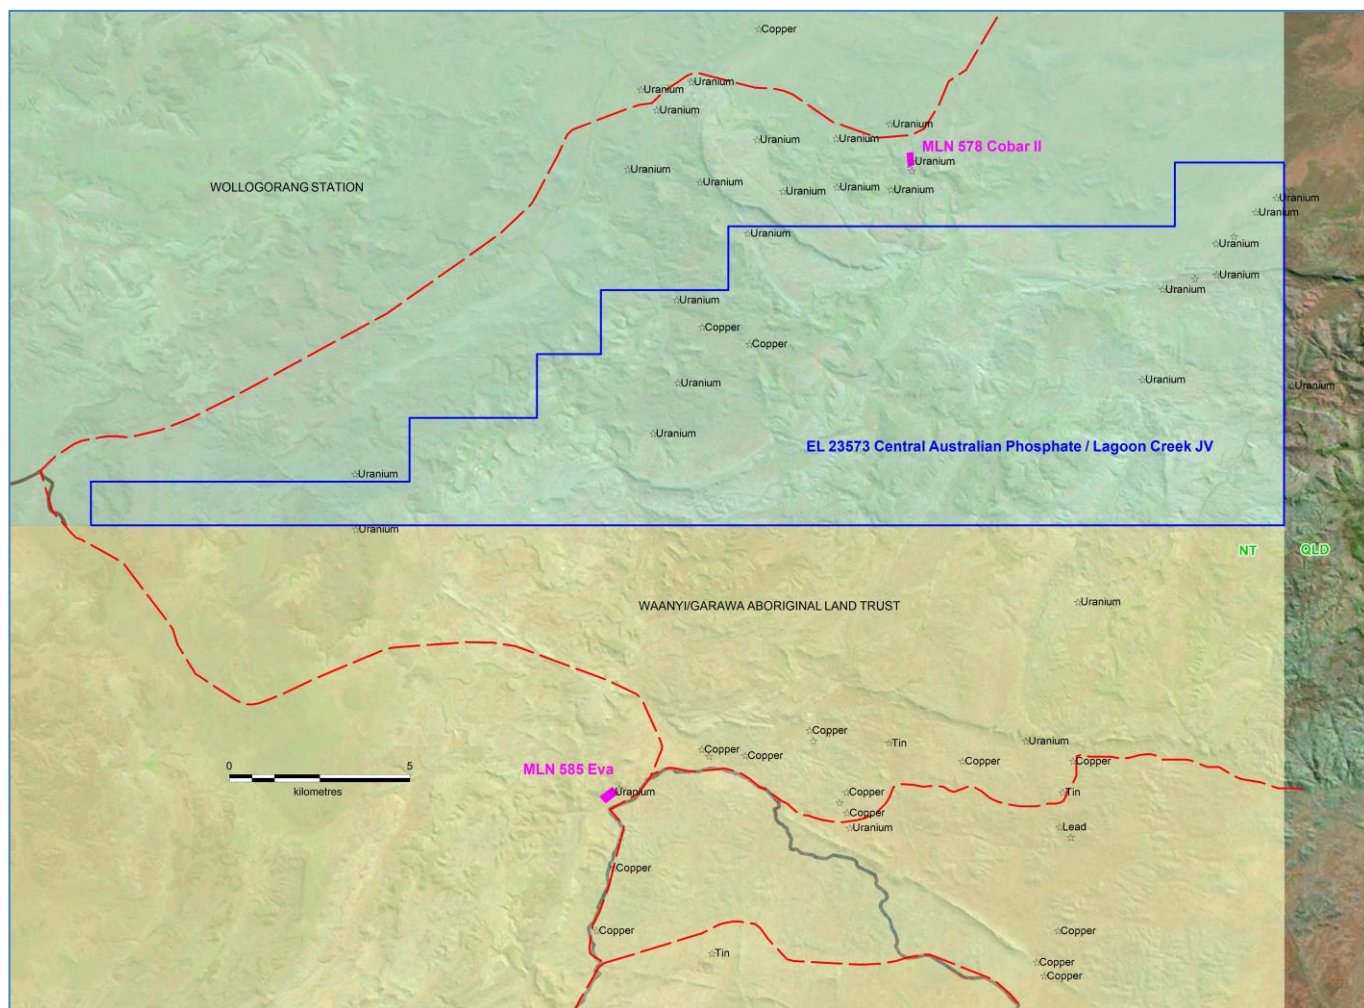 Copper
Uranium
Uranium
Uranium
Uranium
Uranium
Uranium
MLN 578 Cobar II
Uranium
Uranium
Uranium
WOLLOGORANG STATION
Uranium
Uranium
Uranium
Uranium
Uranium
Uranium
Uranium
Uranium
Uranium
Uranium
Uranium
Copper
Copper
Uranium
Uranium
Uranium
Uranium
EL 23573 Central Australian Phosphate / Lagoon Creek JV
Uranium
Uranium
NT
QLD
WAANYI/GARAWA ABORIGINAL LAND TRUST
Uranium
Copper
Tin
Uranium
Copper
Copper
Copper
Copper
0
5
kilometres
MLN 585 Eva
Uranium
Copper
Tin
Copper
Uranium
Lead
Copper
Copper
Copper
Tin
Copper
Copper